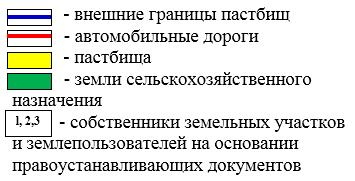 - внешние границы пастбищ
- автомобильные дороги
- пастбища
- земли сельскохозяйственного
назначения
1, 2,3 - собственники земельных участков
и землепользователей на основании
правоустанавливающих документов